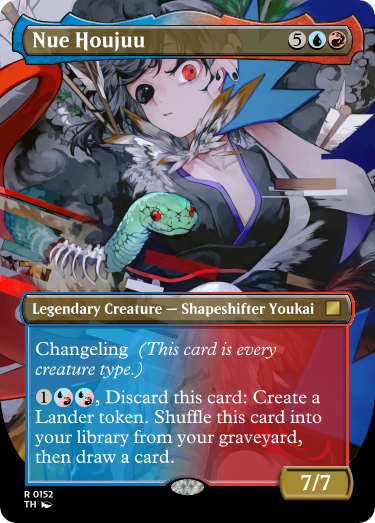 Nue Houjuu 5
Legendary Creature — Shapeshifter Youkai
Changeling (This card is every
creature type.)
1, Discard this card: Create a
Lander token. Shuffle this card into
your library from your graveyard,
then draw a card.
7/7
R 0152
TH